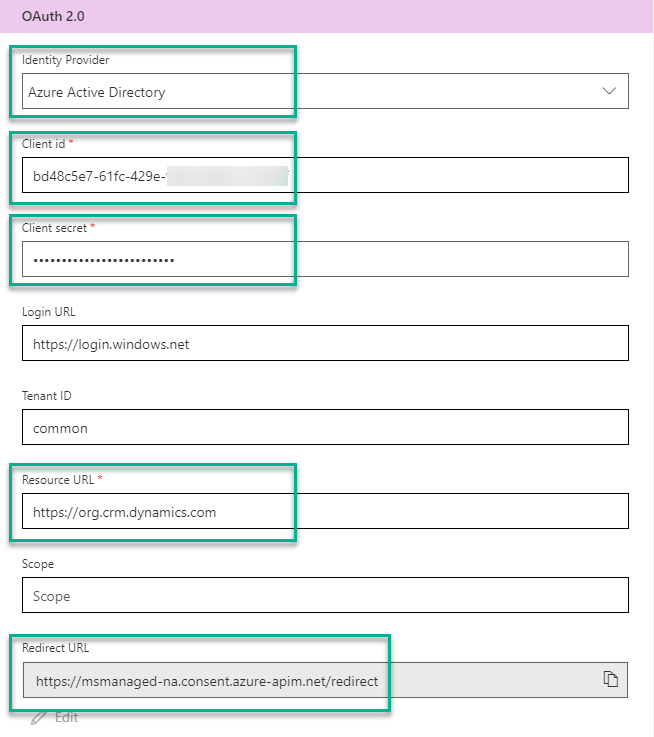 OAuth 2.0
Identity Provider
Azure Active Directory
Client id *
bd48c5e7-61fc-429e-
Client secret *
•••••••••••••••••••••••••
Login URL
https://login.windows.net
Tenant ID
common
Resource URL *
https://org.crm.dynamics.com
Scope
Scope
Redirect URL
https://msmanaged-na.consent.azure-apim.net/redirect
Edit